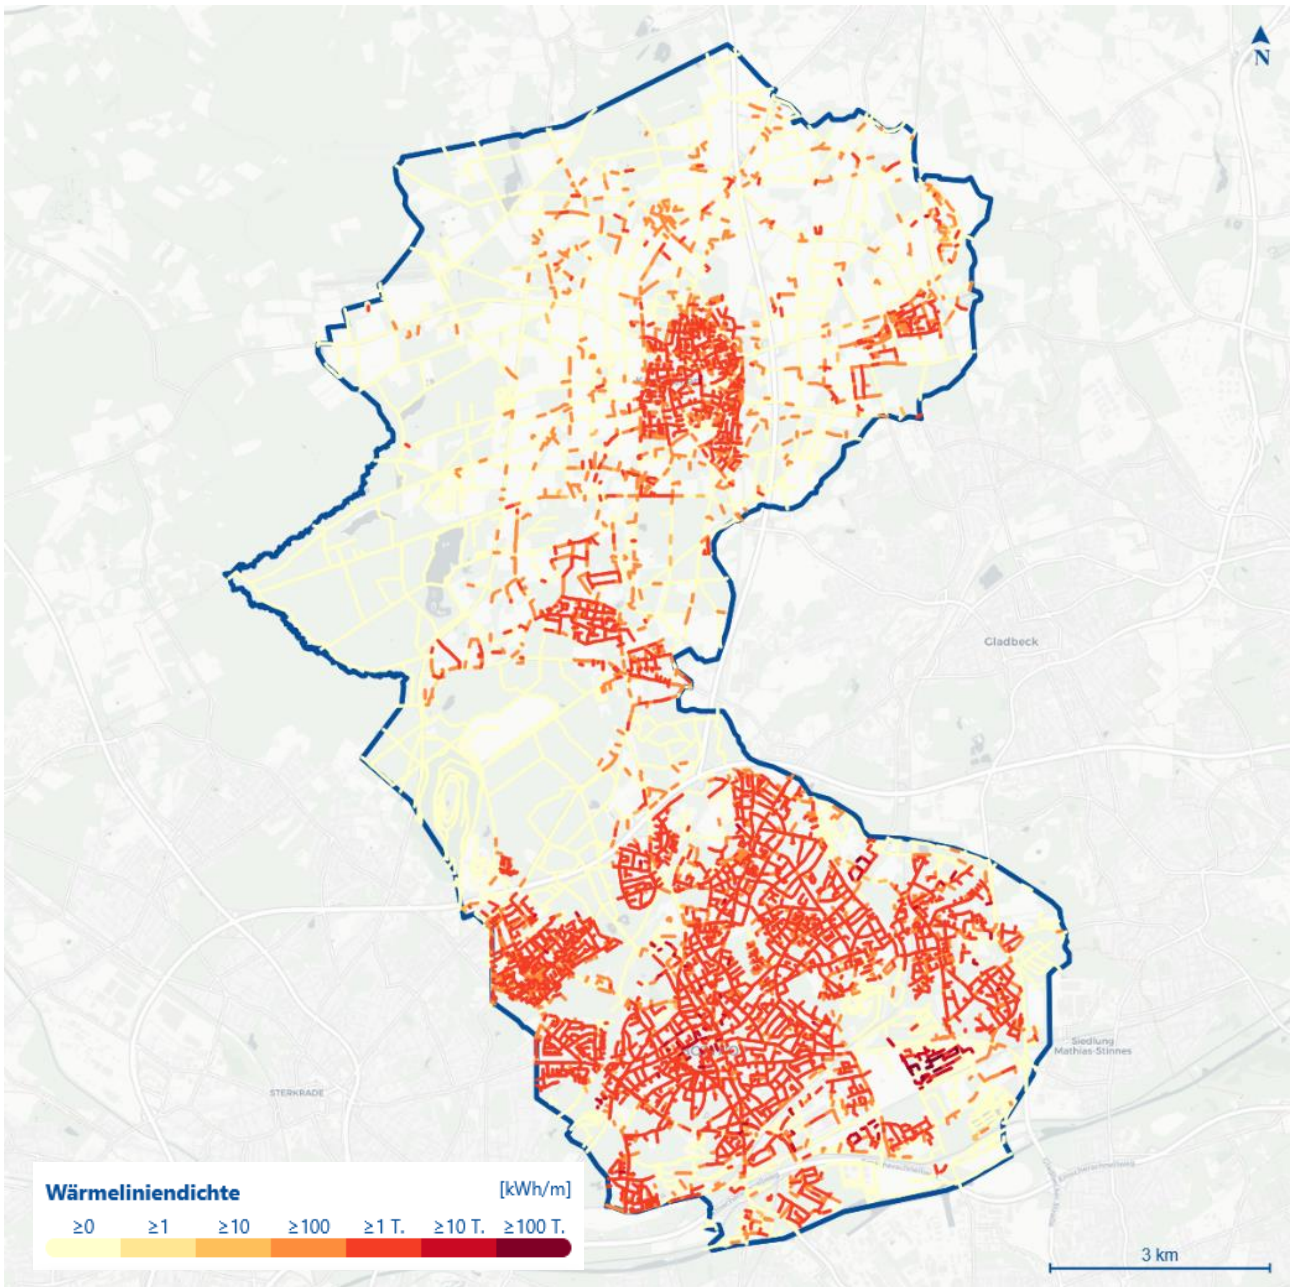 N
Gladbeck
Siedlung
Mathias-Stinnes
STERKRADE
Wärmeliniendichte
[kWh/m]
≥0 ≥1 ≥10 ≥100 ≥1 T. ≥10 T. ≥100 T.
3 km